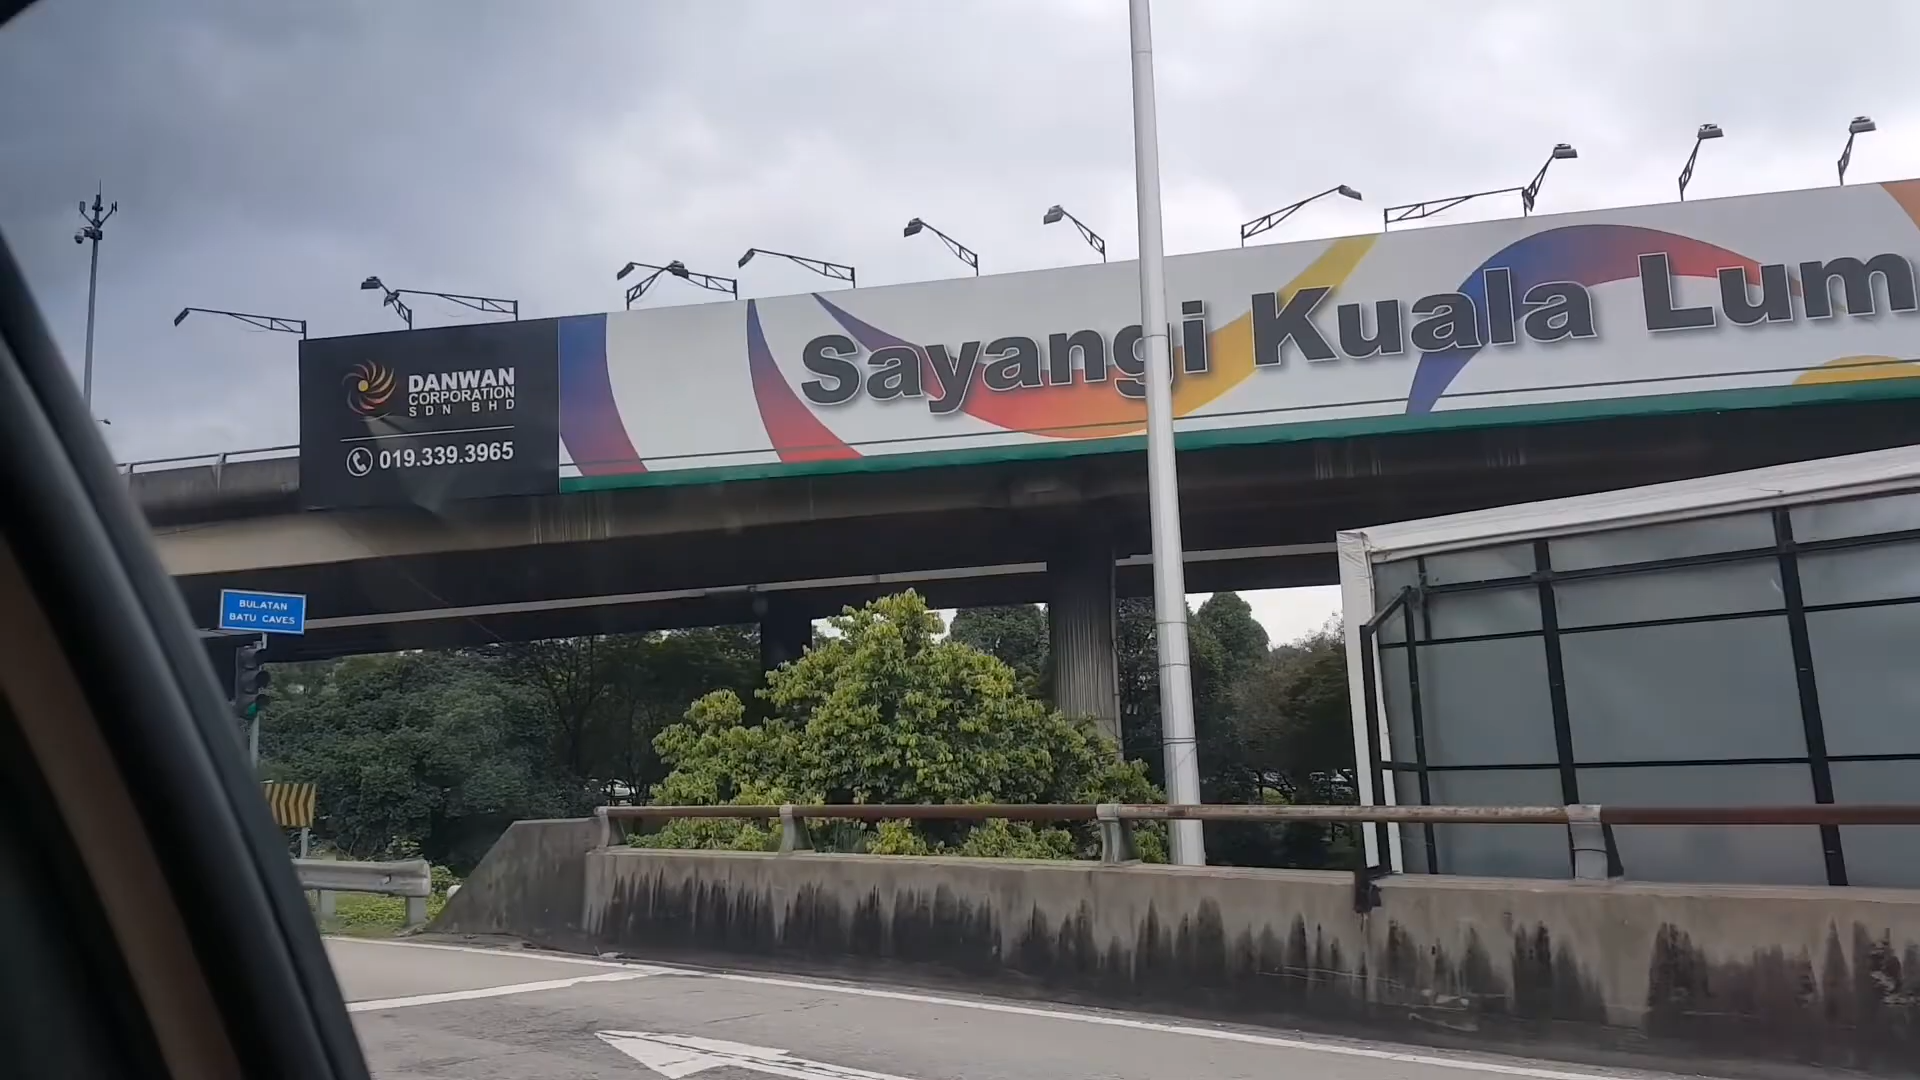 DANWAN
CORPORATION
SDN BHD
019.339.3965
Sayangi Kuala Lum
BULATAN
BATU CAVES